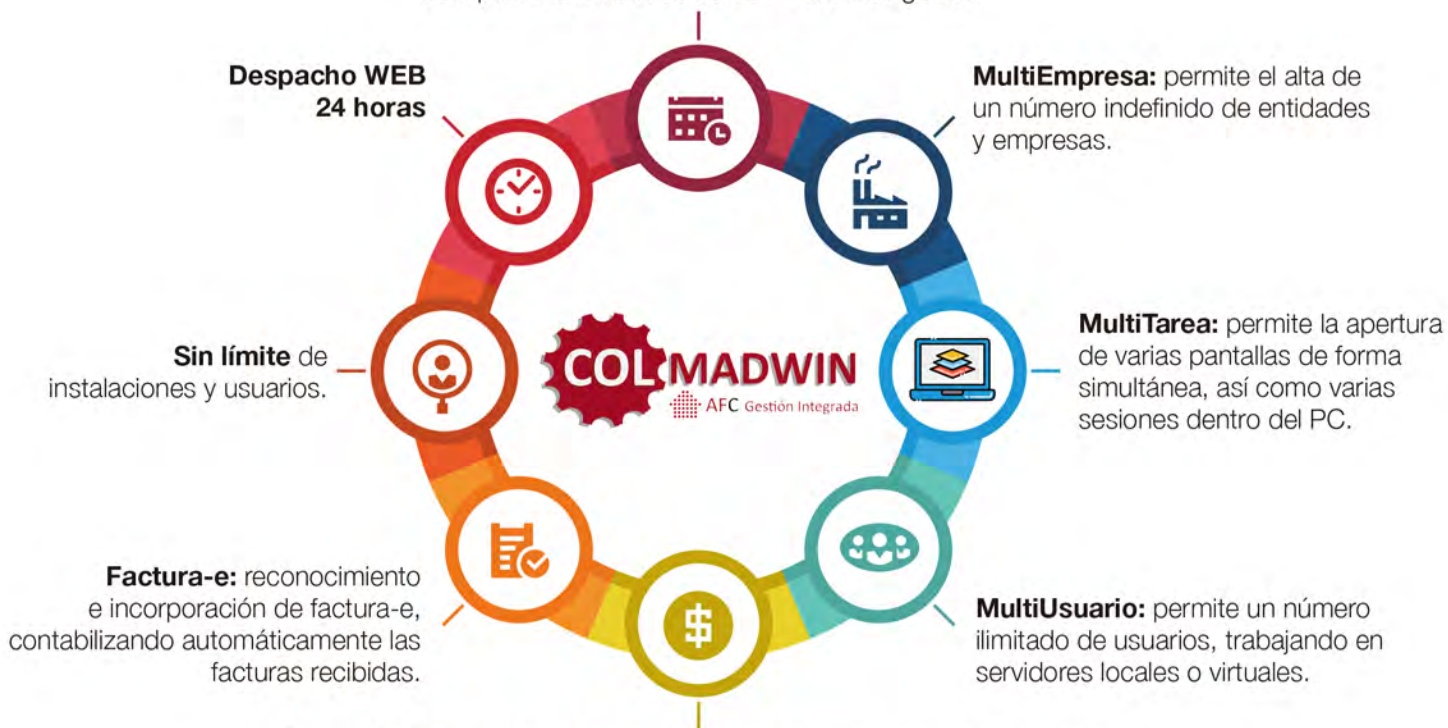 Despacho WEB
24 horas
MultiEmpresa: permite el alta de
un número indefinido de entidades
y empresas.
Sin límite de
instalaciones y usuarios.
COLMADWIN
AFC Gestión Integrada
MultiTarea: permite la apertura
de varias pantallas de forma
simultánea, así como varias
sesiones dentro del PC.
Factura-e: reconocimiento
e incorporación de factura-e,
contabilizando automáticamente las
facturas recibidas.
$
MultiUsuario: permite un número
ilimitado de usuarios, trabajando en
servidores locales o virtuales.